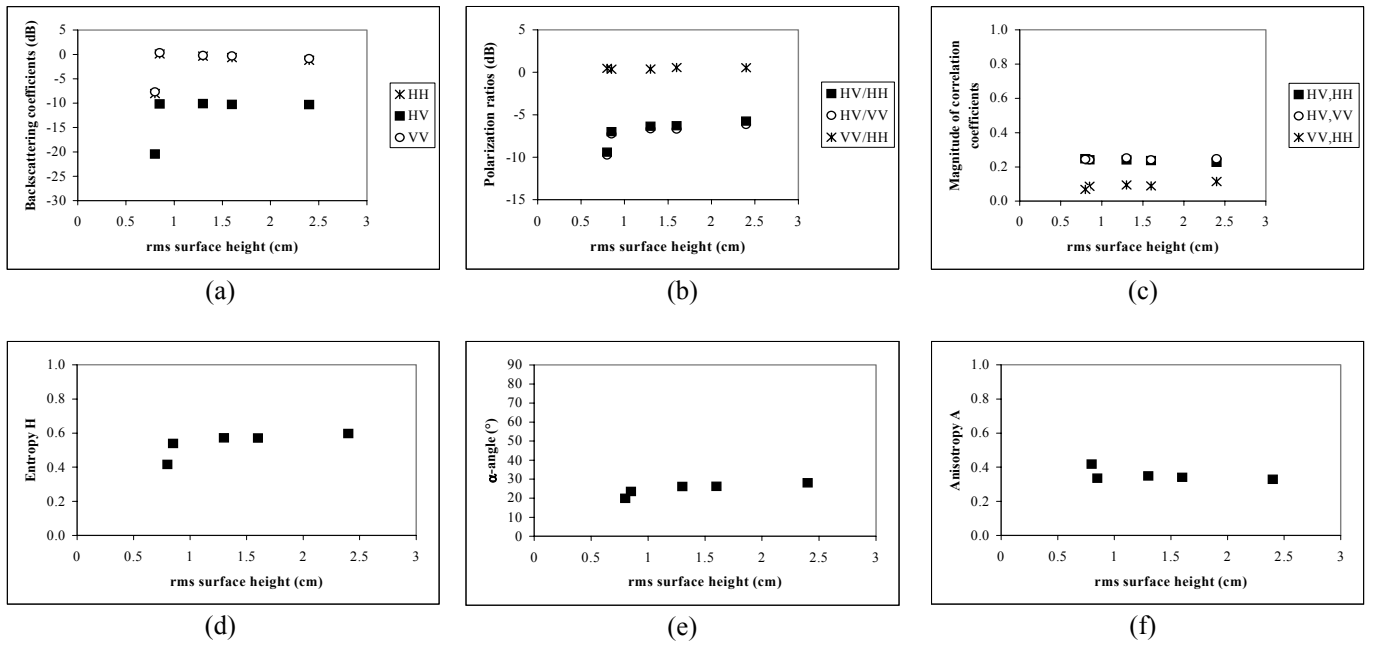 Backscattering coefficients (dB)
5
0
-5
-10
-15
-20
-25
-30
0 0.5 1 1.5 2 2.5 3
rms surface height (cm)
HH
HV
VV
(a)
Polarization ratios (dB)
5
0
-5
-10
-15
0 0.5 1 1.5 2 2.5 3
rms surface height (cm)
HV/HH
HV/VV
VV/HH
(b)
Magnitude of correlation
coefficients
1.0
0.8
0.6
0.4
0.2
0.0
0 0.5 1 1.5 2 2.5 3
rms surface height (cm)
HV,HH
HV,VV
VV,HH
(c)
Entropy H
1.0
0.8
0.6
0.4
0.2
0.0
0 0.5 1 1.5 2 2.5 3
rms surface height (cm)
(d)
α-angle (°)
90
80
70
60
50
40
30
20
10
0
0 0.5 1 1.5 2 2.5 3
rms surface height (cm)
(e)
Anisotropy A
1.0
0.8
0.6
0.4
0.2
0.0
0 0.5 1 1.5 2 2.5 3
rms surface height (cm)
(f)